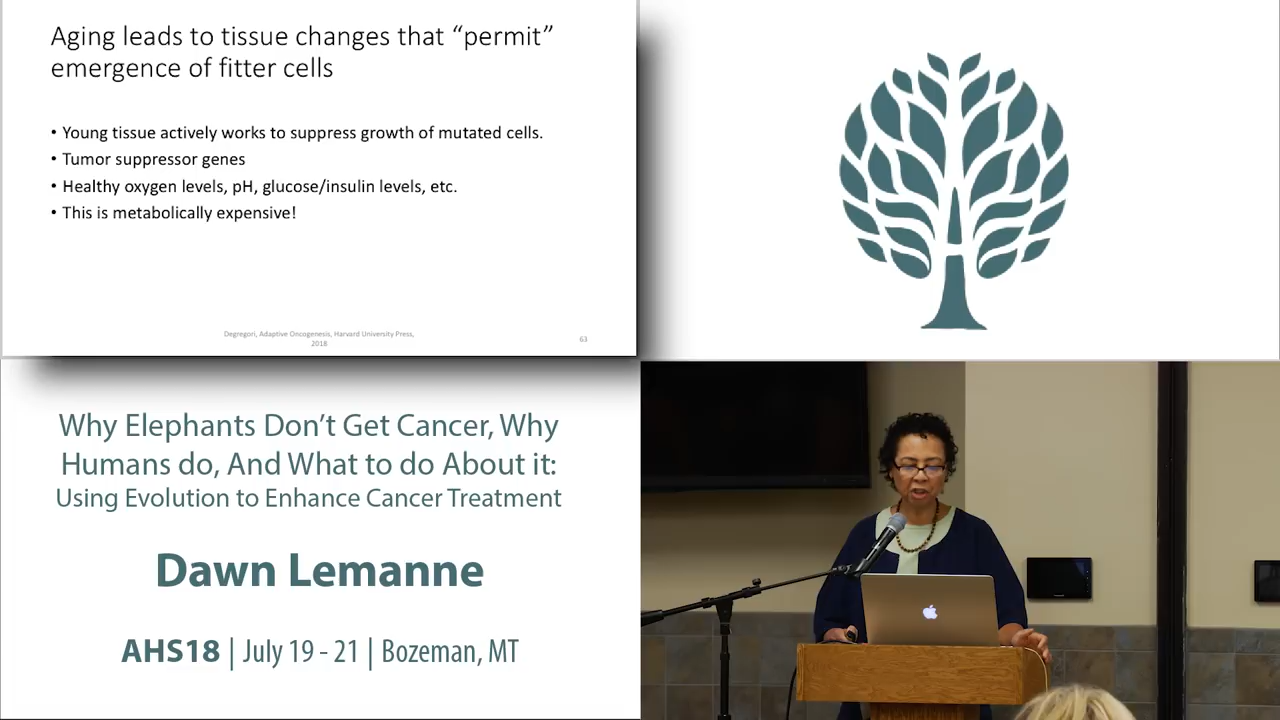 Aging leads to tissue changes that “permit”
emergence of fitter cells
• Young tissue actively works to suppress growth of mutated cells.
• Tumor suppressor genes
• Healthy oxygen levels, pH, glucose/insulin levels, etc.
• This is metabolically expensive!
Degregori, Adaptive Oncogenesis, Harvard University Press,
2018
63
Why Elephants Don’t Get Cancer, Why
Humans do, And What to do About it:
Using Evolution to Enhance Cancer Treatment
Dawn Lemanne
AHS18 | July 19 - 21 | Bozeman, MT